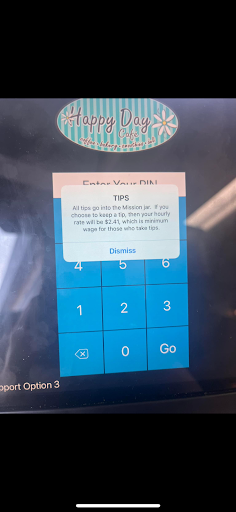 Happy Day
Cafe
Enter Your PIN
TIPS
All tips go into the Mission jar. If you
choose to keep a tip, then your hourly
rate will be $2.41, which is minimum
wage for those who take tips.
Dismiss
4 5 6
1 2 3
0 Go
pport Option 3